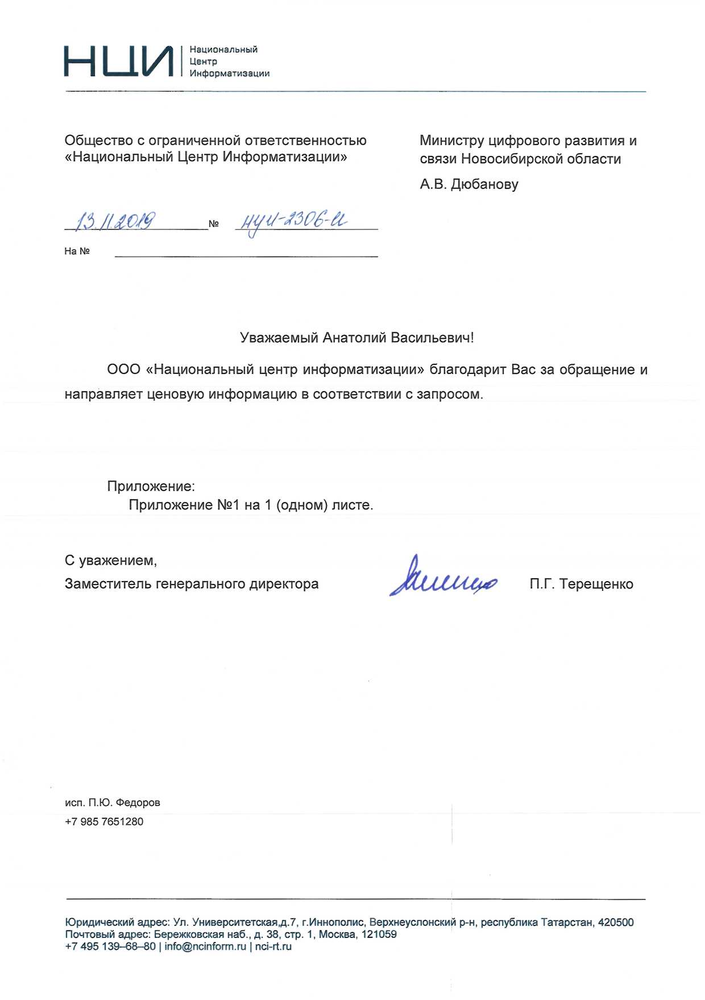 НЦИ
Национальный
Центр
Информатизации
Общество с ограниченной ответственностью
«Национальный Центр Информатизации»
Министру цифрового развития и
связи Новосибирской области
А.В. Дюбанову
13.11.2019 № НЦИ-2306-И
На №
Уважаемый Анатолий Васильевич!
ООО «Национальный центр информатизации» благодарит Вас за обращение и
направляет ценовую информацию в соответствии с запросом.
Приложение:
Приложение №1 на 1 (одном) листе.
С уважением,
Заместитель генерального директора П.Г. Терещенко
исп. П.Ю. Федоров
+7 985 7651280
Юридический адрес: Ул. Университетская,д.7, г.Иннополис, Верхнеуслонский р-н, республика Татарстан, 420500
Почтовый адрес: Бережковская наб., д. 38, стр. 1, Москва, 121059
+7 495 139–68–80 | info@ncinform.ru | nci-rt.ru